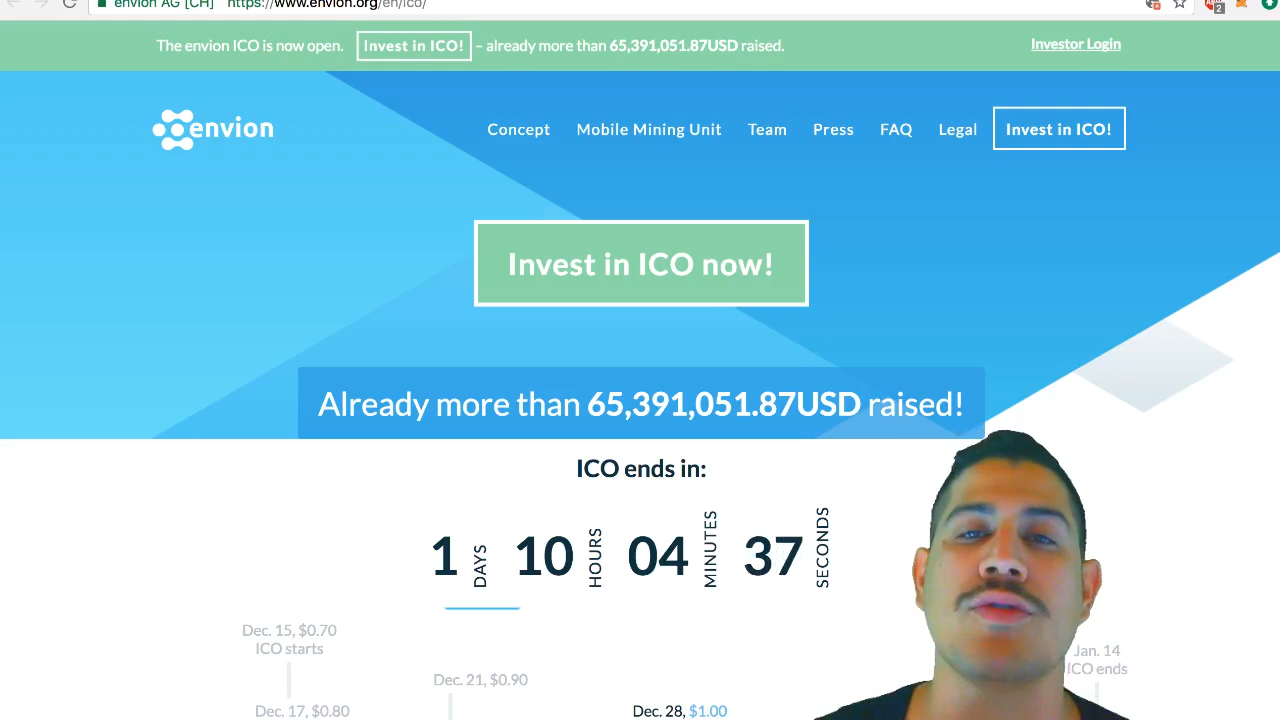 envion AG [CH] https://www.envion.org/en/ico/
2
The envion ICO is now open. Invest in ICO! – already more than 65,391,051.87USD raised.
Investor Login
envion
Concept Mobile Mining Unit Team Press FAQ Legal Invest in ICO!
Invest in ICO now!
Already more than 65,391,051.87USD raised!
ICO ends in:
1 DAYS 10 HOURS 04 MINUTES 37 SECONDS
Dec. 15, $0.70
ICO starts
Jan. 14
ICO ends
Dec. 21, $0.90
Dec. 17, $0.80
Dec. 28, $1.00